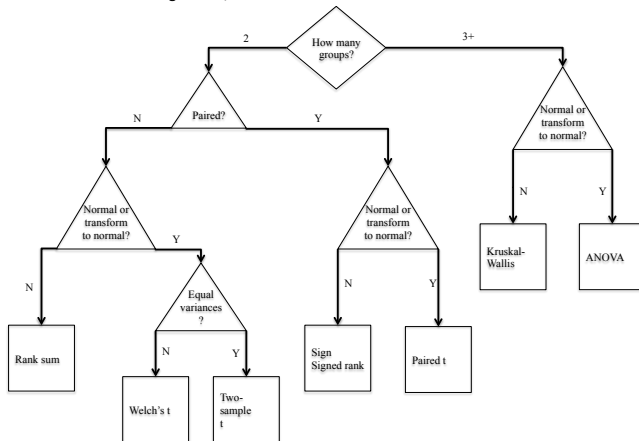 How many
groups?
2
3+
Paired?
N
Y
Normal or
transform
to normal?
N
Y
Normal or
transform
to normal?
N
Y
Normal or
transform
to normal?
N
Y
Kruskal-
Wallis
ANOVA
Equal
variances
?
N
Y
Rank sum
Sign
Signed rank
Paired t
Welch's t
Two-
sample
t